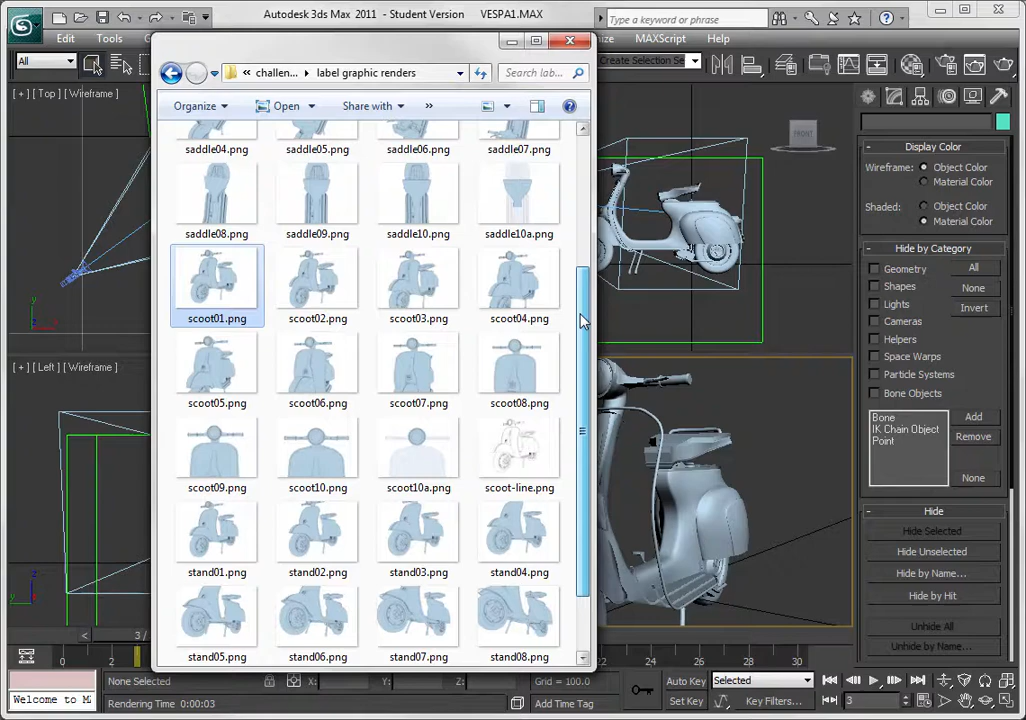 Autodesk 3ds Max 2011 - Student Version VESPA1.MAX
Type a keyword or phrase
Edit Tools MAXScript Help
All
Create Selection Se
challen... label graphic renders
Search lab...
Organize Open Share with »
[ + ] [ Top ] [ Wireframe ]
FRONT
saddle04.png saddle05.png saddle06.png saddle07.png
saddle08.png saddle09.png saddle10.png saddle10a.png
scoot01.png scoot02.png scoot03.png scoot04.png
scoot05.png scoot06.png scoot07.png scoot08.png
scoot09.png scoot10.png scoot10a.png scoot-line.png
stand01.png stand02.png stand03.png stand04.png
stand05.png stand06.png stand07.png stand08.png
[ + ] [ Left ] [ Wireframe ]
Display Color
Wireframe: Object Color
Material Color
Shaded: Object Color
Material Color
Hide by Category
Geometry All
Shapes None
Lights Invert
Cameras
Helpers
Space Warps
Particle Systems
Bone Objects
Bone
IK Chain Object
Point
Add
Remove
None
Hide
Hide Selected
Hide Unselected
Hide by Name...
Hide by Hit
Unhide All
Unhide by Name...
3 /
0 2 24 26 28 30
None Selected X: Y: Z: Grid = 100.0 Auto Key Selected
Welcome to M Rendering Time 0:00:03 Add Time Tag Set Key Key Filters... 3